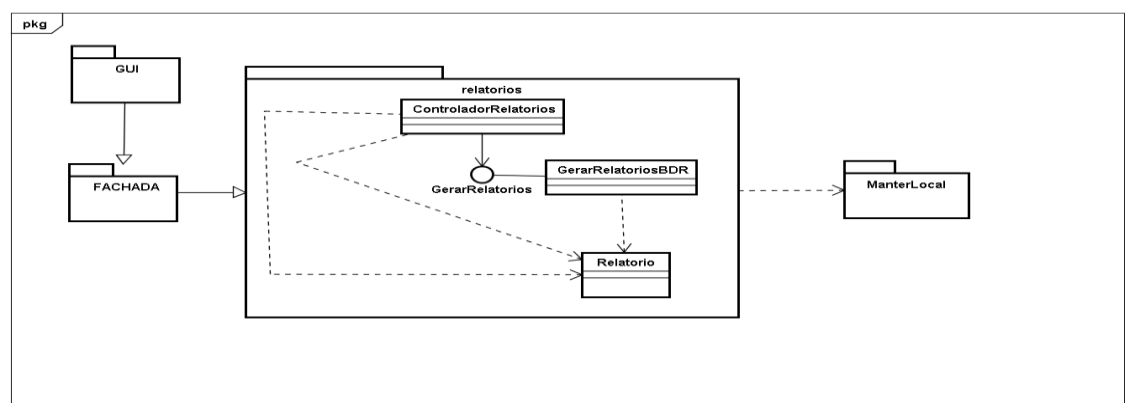 pkg
GUI
relatorios
ControladorRelatorios
GerarRelatorios
GerarRelatoriosBDR
FACHADA
ManterLocal
Relatorio